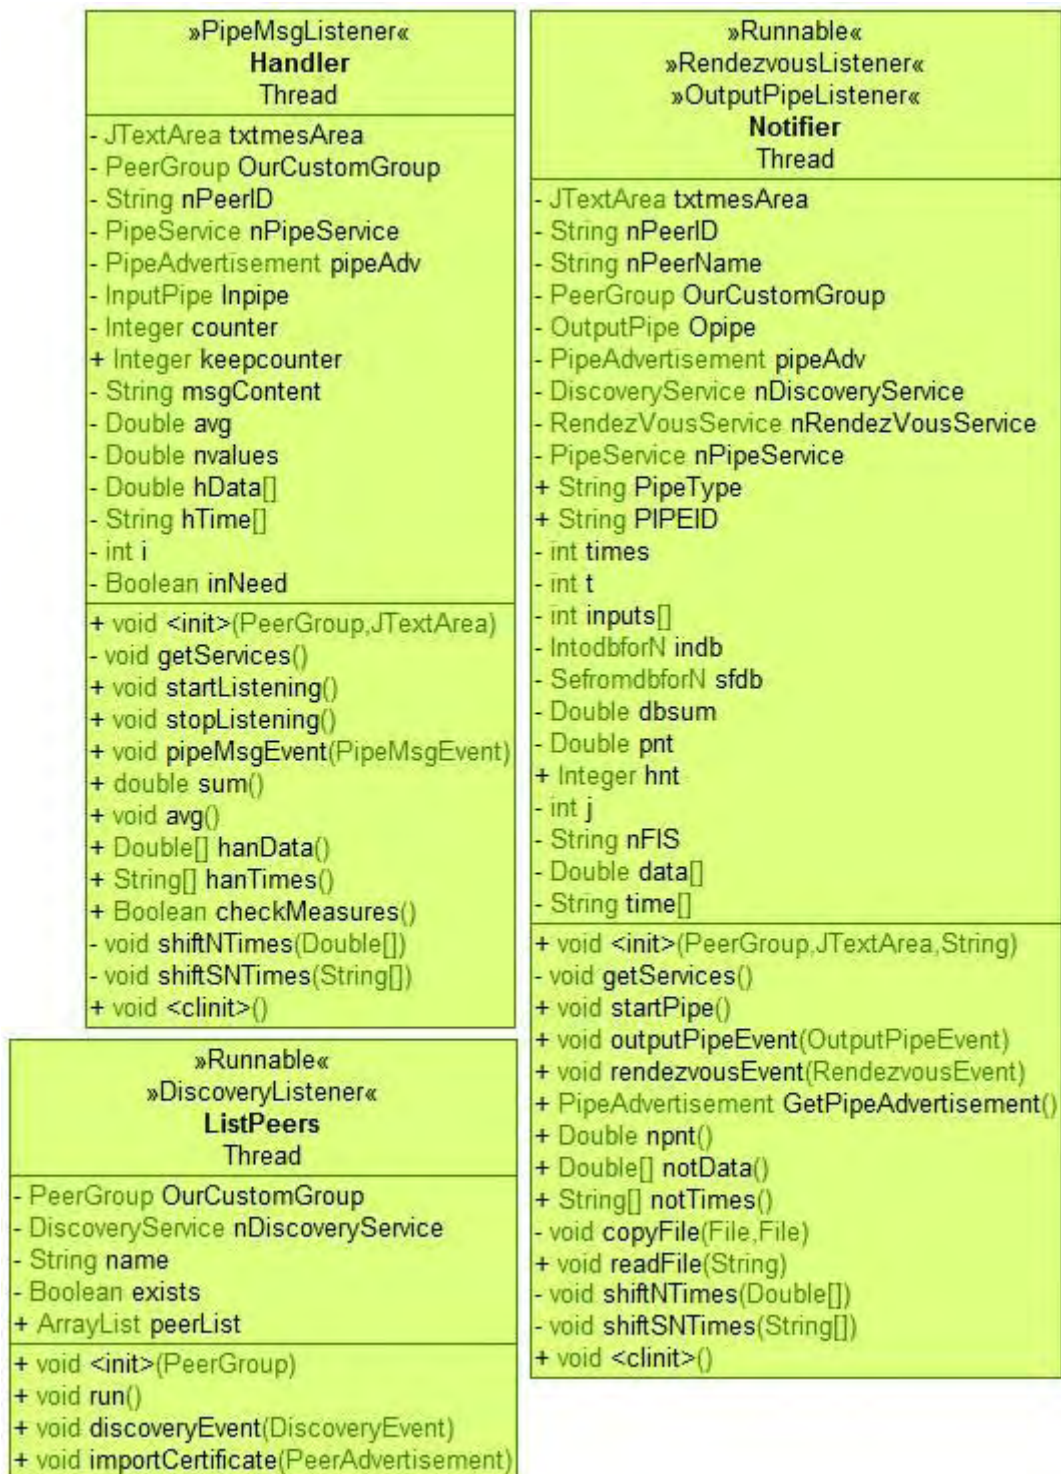 »PipeMsgListener«
Handler
Thread
- JTextArea txtmesArea
- PeerGroup OurCustomGroup
- String nPeerID
- PipeService nPipeService
- PipeAdvertisement pipeAdv
- InputPipe Inpipe
- Integer counter
+ Integer keepcounter
- String msgContent
- Double avg
- Double nvalues
- Double hData[]
- String hTime[]
- int i
- Boolean inNeed
+ void <init>(PeerGroup,JTextArea)
- void getServices()
+ void startListening()
+ void stopListening()
+ void pipeMsgEvent(PipeMsgEvent)
+ double sum()
+ void avg()
+ Double[] hanData()
+ String[] hanTimes()
+ Boolean checkMeasures()
- void shiftNTimes(Double[])
- void shiftSNTimes(String[])
+ void <clinit>()
»Runnable«
»DiscoveryListener«
ListPeers
Thread
- PeerGroup OurCustomGroup
- DiscoveryService nDiscoveryService
- String name
- Boolean exists
+ ArrayList peerList
+ void <init>(PeerGroup)
+ void run()
+ void discoveryEvent(DiscoveryEvent)
+ void importCertificate(PeerAdvertisement)
»Runnable«
»RendezvousListener«
»OutputPipeListener«
Notifier
Thread
- JTextArea txtmesArea
- String nPeerID
- String nPeerName
- PeerGroup OurCustomGroup
- OutputPipe Opipe
- PipeAdvertisement pipeAdv
- DiscoveryService nDiscoveryService
- RendezVousService nRendezVousService
- PipeService nPipeService
+ String PipeType
+ String PIPEID
- int times
- int t
- int inputs[]
- IntodbforN indb
- SefromdbforN sfdb
- Double dbsum
- Double pnt
+ Integer hnt
- int j
- String nFIS
- Double data[]
- String time[]
+ void <init>(PeerGroup,JTextArea,String)
- void getServices()
+ void startPipe()
+ void outputPipeEvent(OutputPipeEvent)
+ void rendezvousEvent(RendezvousEvent)
+ PipeAdvertisement GetPipeAdvertisement()
+ Double npnt()
+ Double[] notData()
+ String[] notTimes()
- void copyFile(File,File)
+ void readFile(String)
- void shiftNTimes(Double[])
- void shiftSNTimes(String[])
+ void <clinit>()